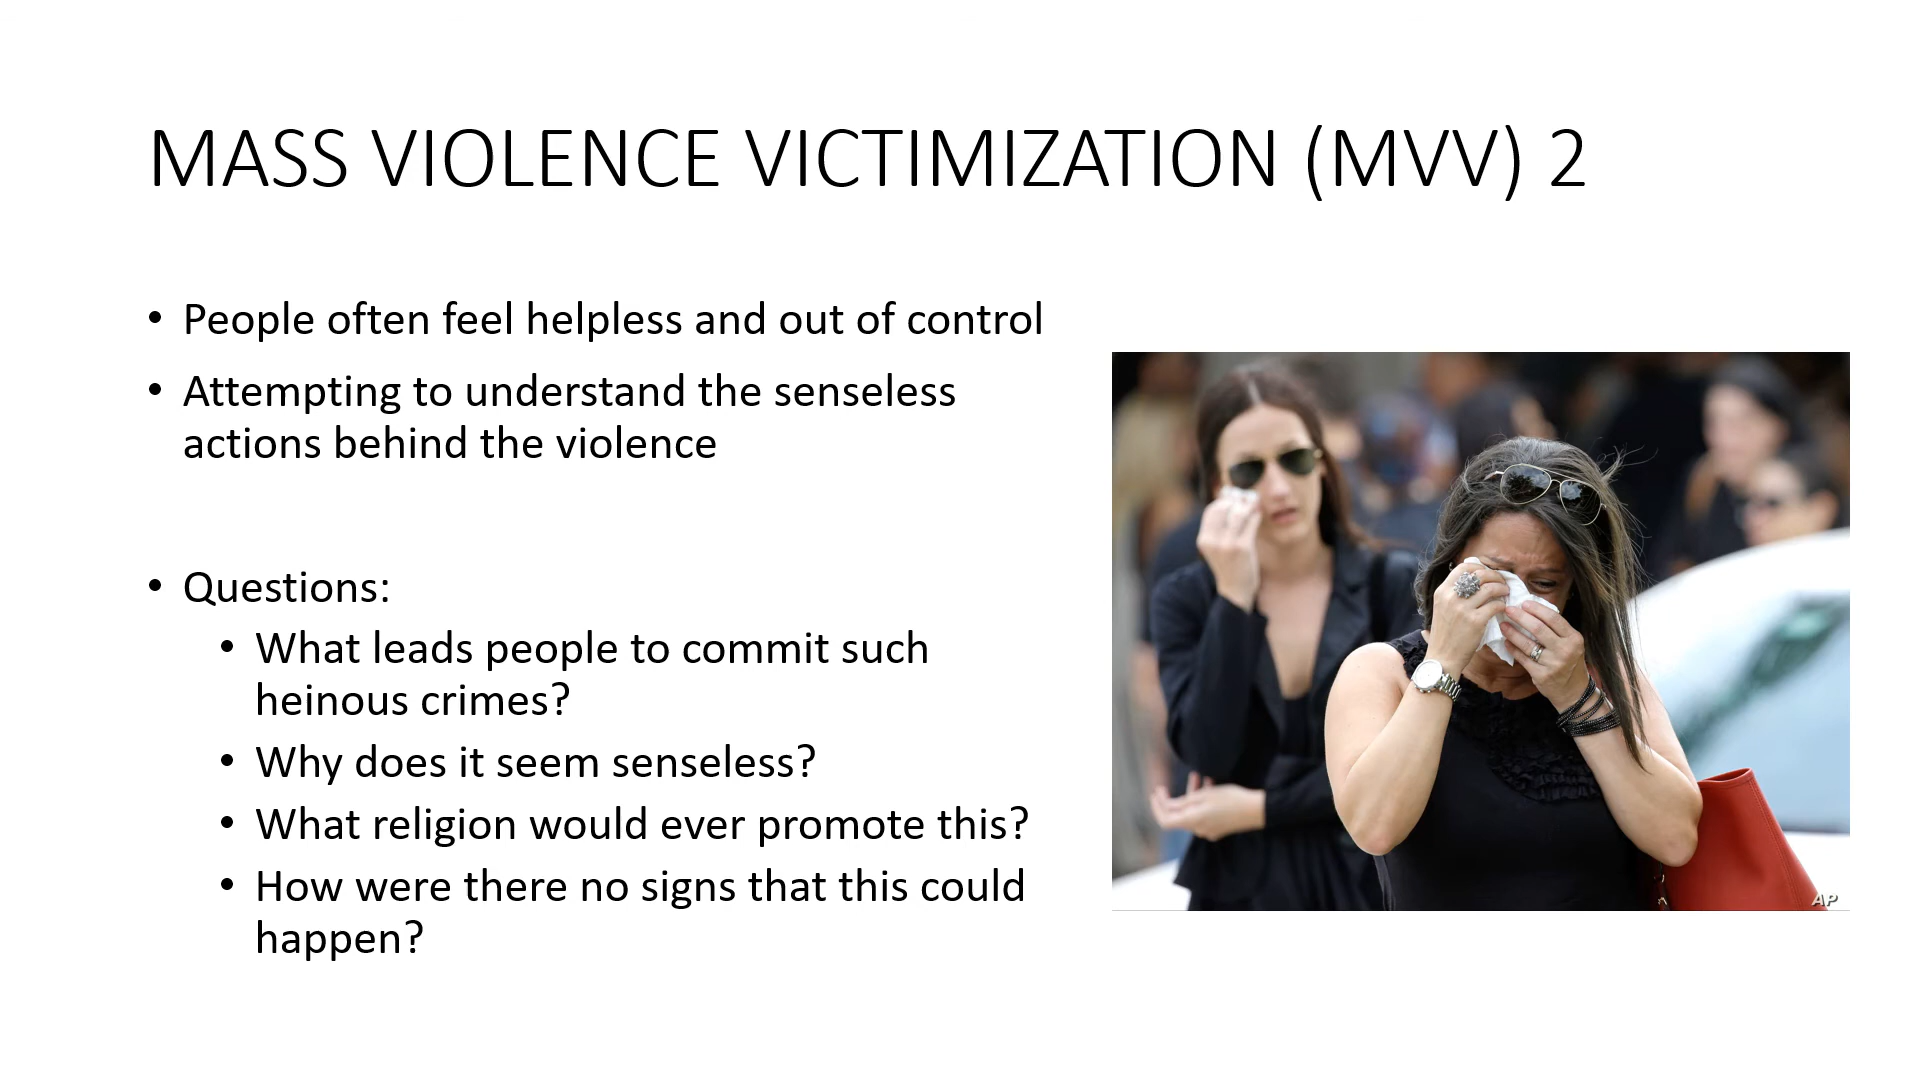 MASS VIOLENCE VICTIMIZATION (MVV) 2
• People often feel helpless and out of control
• Attempting to understand the senseless
actions behind the violence
• Questions:
• What leads people to commit such
heinous crimes?
• Why does it seem senseless?
• What religion would ever promote this?
• How were there no signs that this could
happen?
AP